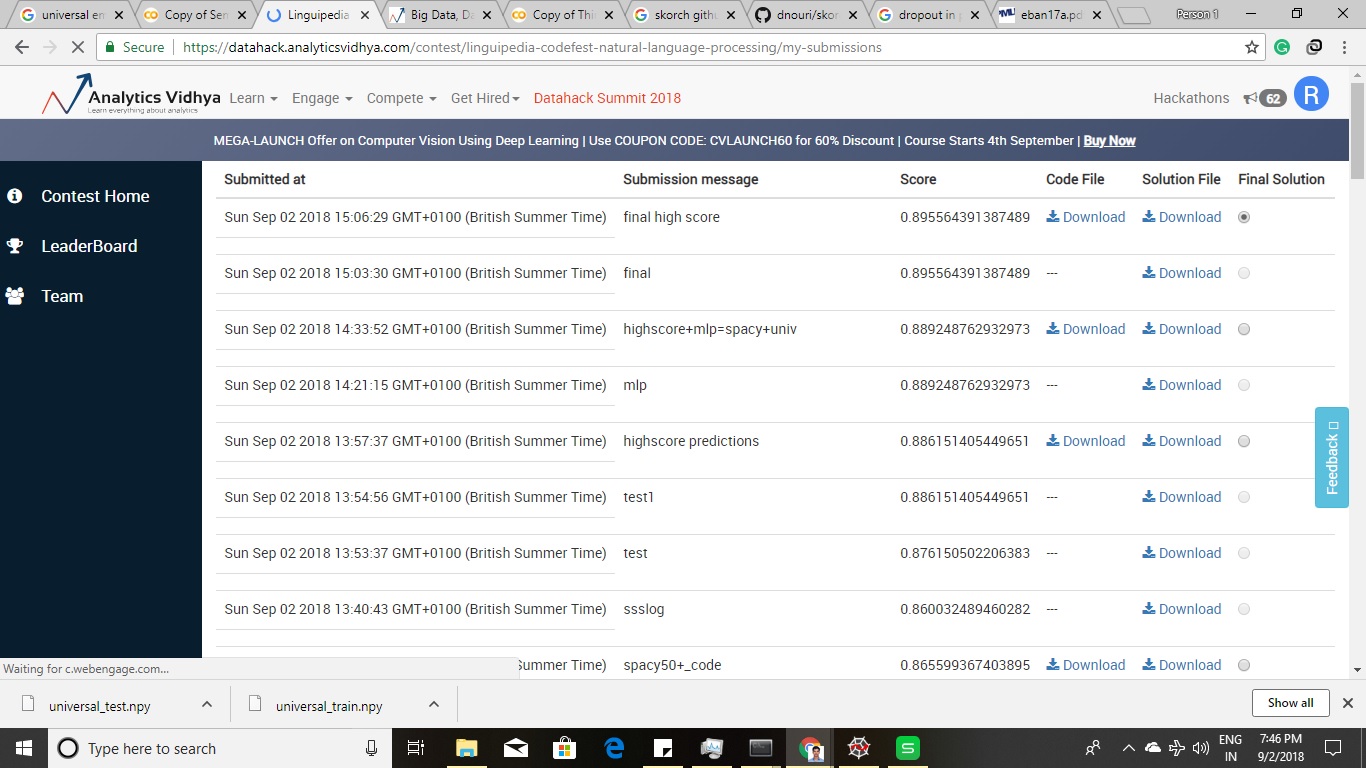 universal em
Copy of Sen
Linguipedia
Big Data, Da
Copy of Thi
skorch githu
dnouri/skor
dropout in p
eban17a.pd
Person 1
Secure | https://datahack.analyticsvidhya.com/contest/linguipedia-codefest-natural-language-processing/my-submissions
Analytics Vidhya
Learn everything about analytics
Learn
Engage
Compete
Get Hired
Datahack Summit 2018
Hackathons
62
R
MEGA-LAUNCH Offer on Computer Vision Using Deep Learning | Use COUPON CODE: CVLAUNCH60 for 60% Discount | Course Starts 4th September | Buy Now
Contest Home
LeaderBoard
Team
Submitted at Submission message Score Code File Solution File Final Solution
Sun Sep 02 2018 15:06:29 GMT+0100 (British Summer Time) final high score 0.895564391387489 Download Download
Sun Sep 02 2018 15:03:30 GMT+0100 (British Summer Time) final 0.895564391387489 --- Download
Sun Sep 02 2018 14:33:52 GMT+0100 (British Summer Time) highscore+mlp=spacy+univ 0.889248762932973 Download Download
Sun Sep 02 2018 14:21:15 GMT+0100 (British Summer Time) mlp 0.889248762932973 --- Download
Sun Sep 02 2018 13:57:37 GMT+0100 (British Summer Time) highscore predictions 0.886151405449651 Download Download
Sun Sep 02 2018 13:54:56 GMT+0100 (British Summer Time) test1 0.886151405449651 --- Download
Sun Sep 02 2018 13:53:37 GMT+0100 (British Summer Time) test 0.876150502206383 --- Download
Sun Sep 02 2018 13:40:43 GMT+0100 (British Summer Time) ssslog 0.860032489460282 --- Download
Summer Time) spacy50+_code 0.865599367403895 Download Download
Feedback
Waiting for c.webengage.com...
universal_test.npy
universal_train.npy
Show all
Type here to search
ENG
IN
7:46 PM
9/2/2018